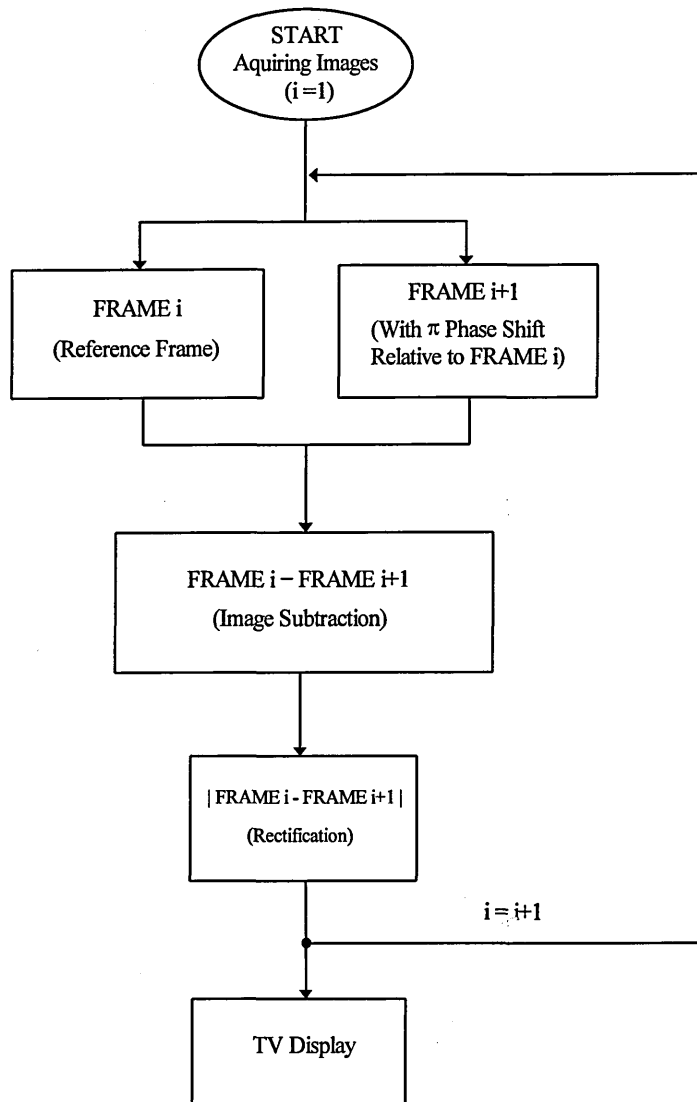 START
Aquiring Images
(i =1)
FRAME i
(Reference Frame)
FRAME i+1
(With π Phase Shift
Relative to FRAME i)
FRAME i − FRAME i+1
(Image Subtraction)
| FRAME i - FRAME i+1 |
(Rectification)
i = i+1
TV Display